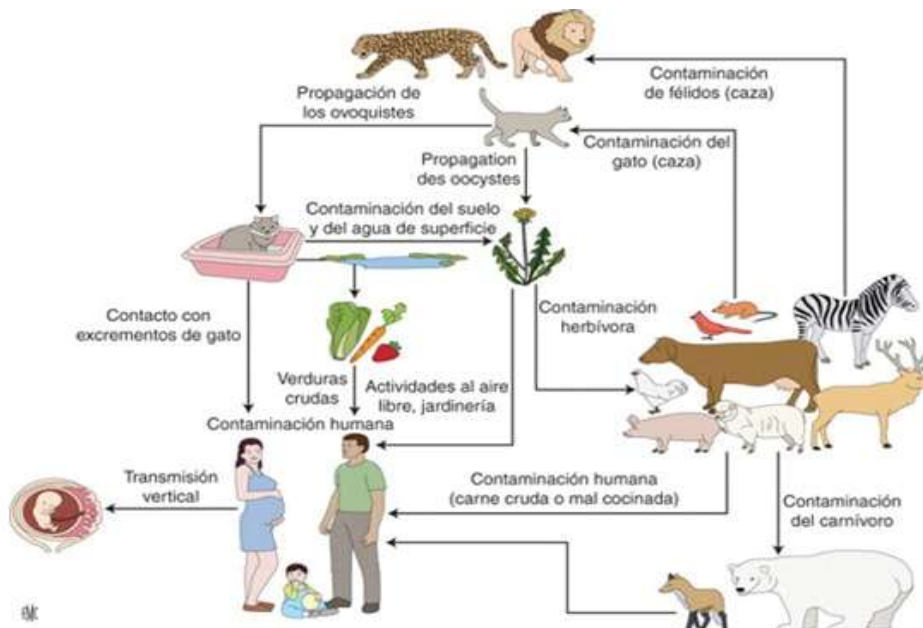 Contaminación
de félidos (caza)
Propagación de
los ovoquistes
Contaminación del
gato (caza)
Propagation
des oocystes
Contaminación del suelo
y del agua de superficie
Contacto con
excrementos de gato
Contaminación
herbívora
Verduras
crudas
Actividades al aire
libre, jardinería
Contaminación humana
Transmisión
vertical
Contaminación humana
(carne cruda o mal cocinada)
Contaminación
del carnívoro
EMC